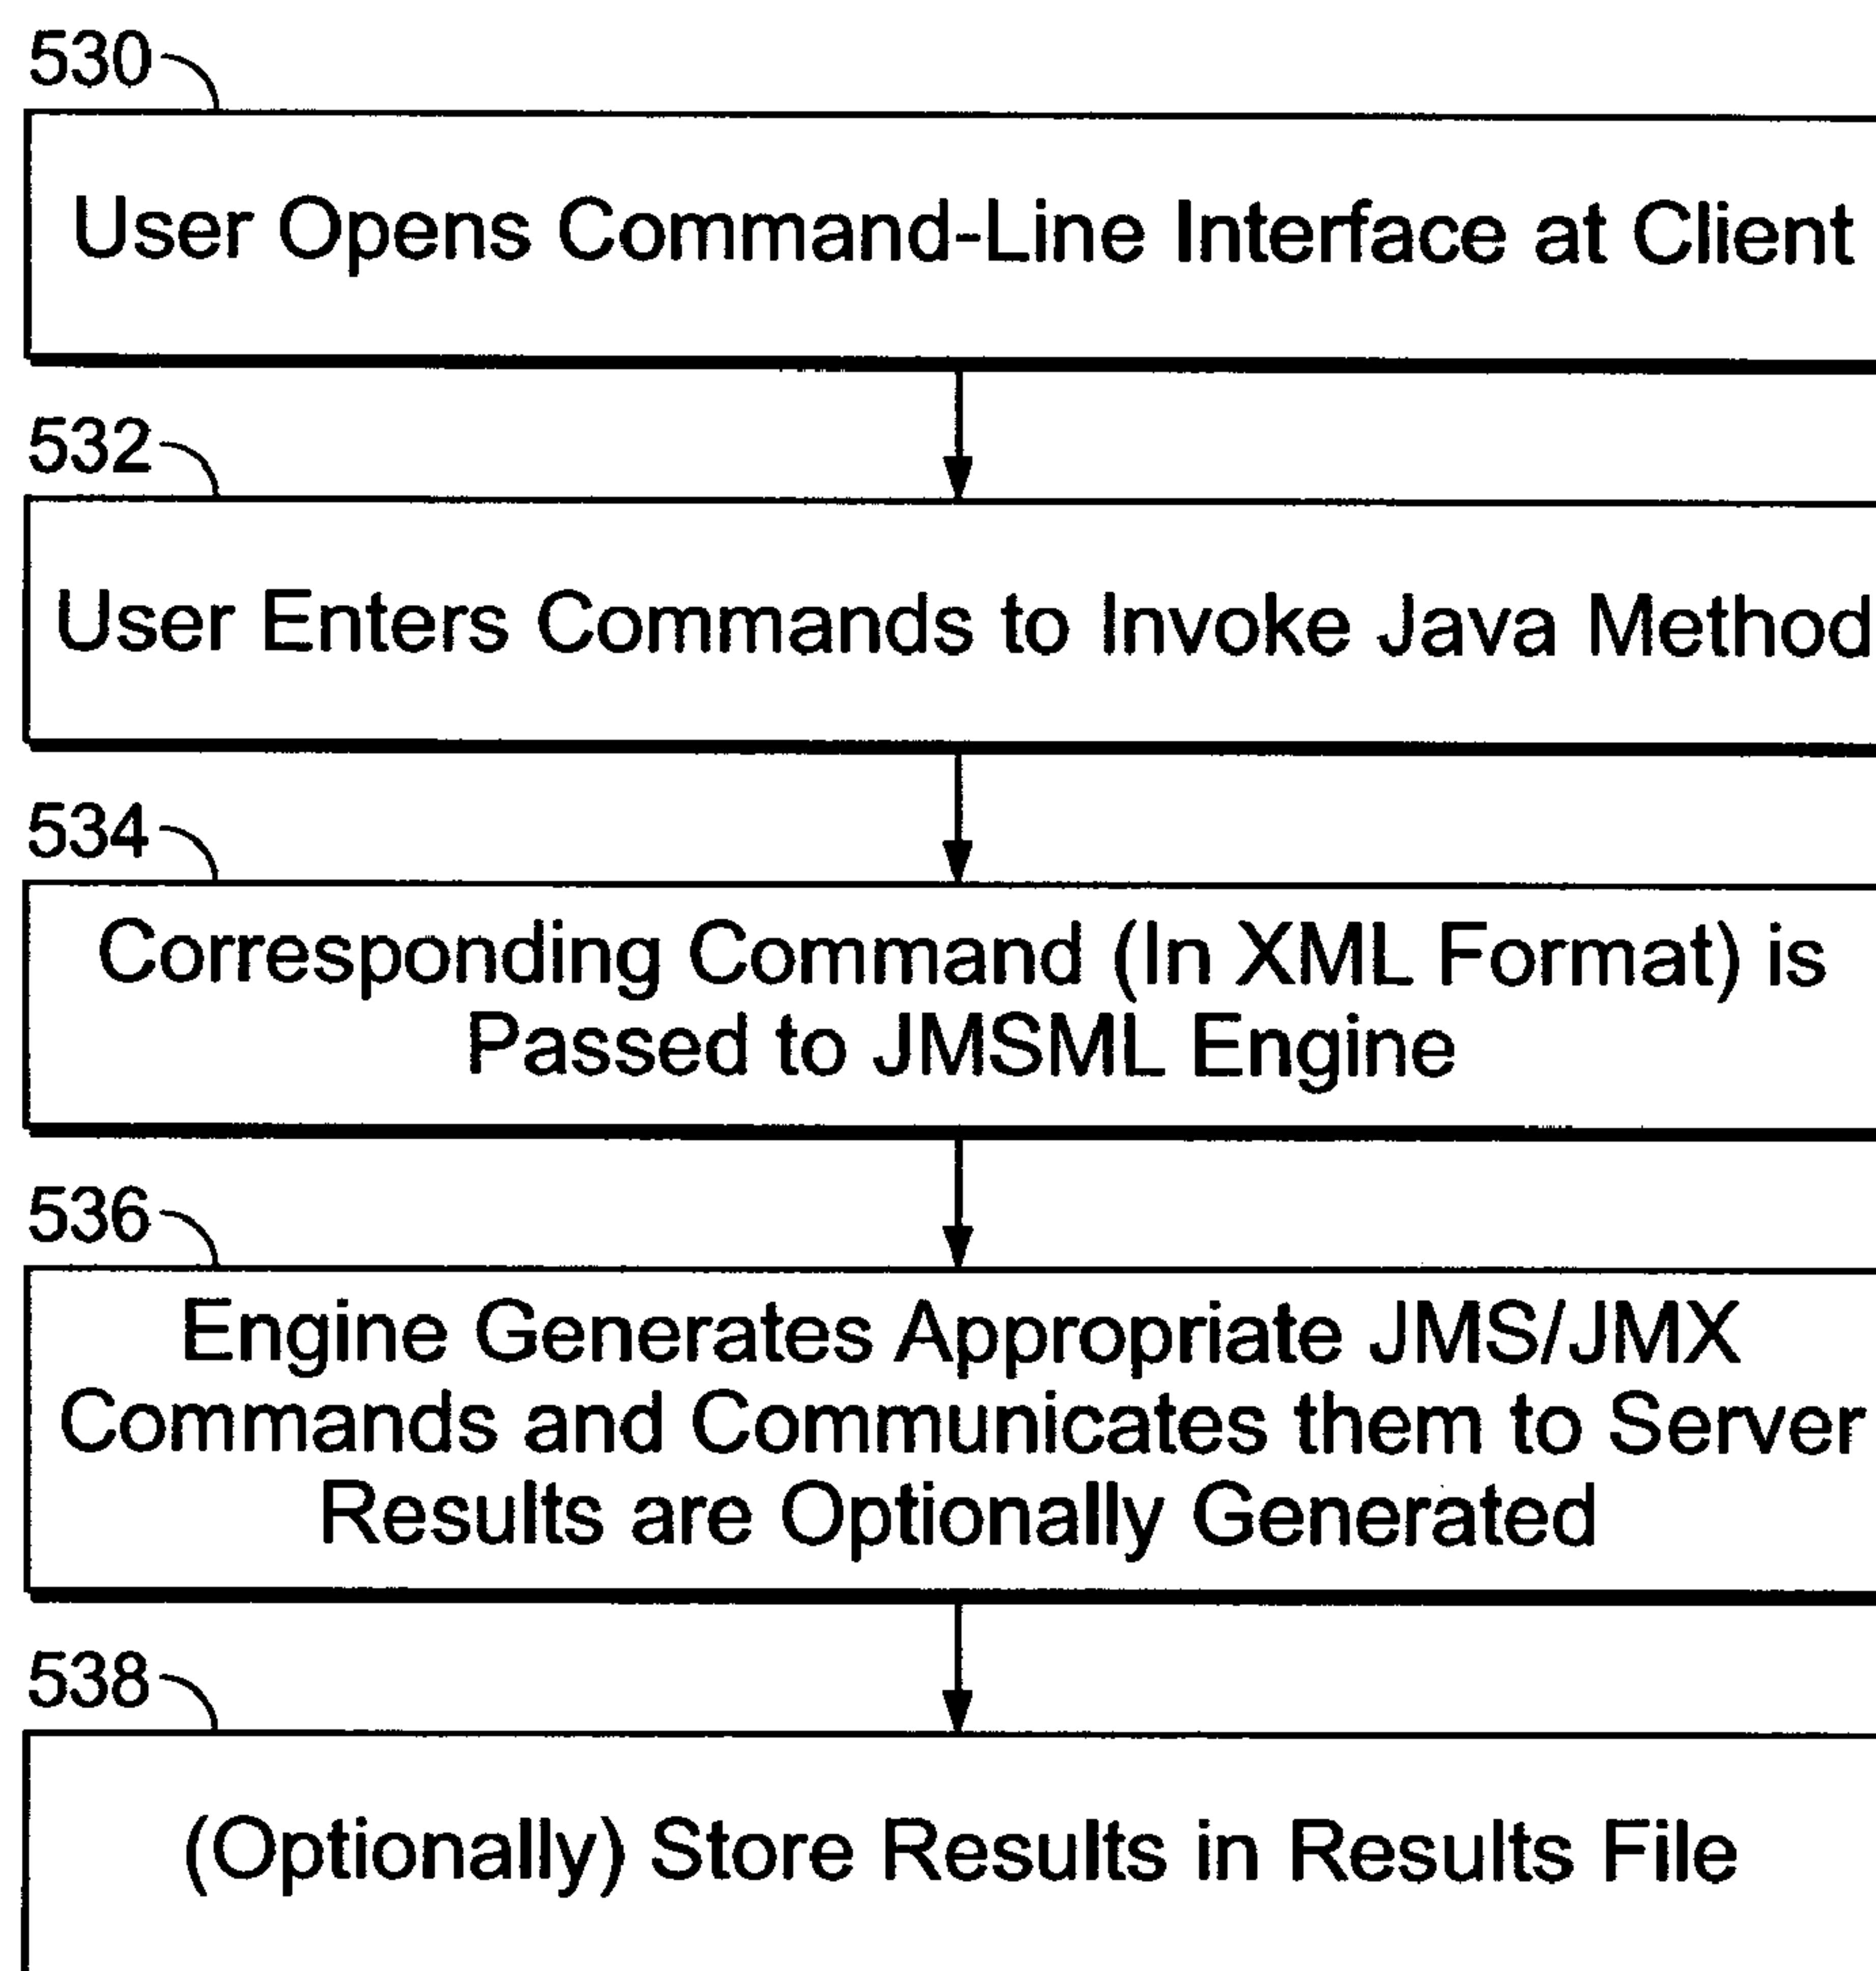 530
User Opens Command-Line Interface at Client
532
User Enters Commands to Invoke Java Method
534
Corresponding Command (In XML Format) is
Passed to JMSML Engine
536
Engine Generates Appropriate JMS/JMX
Commands and Communicates them to Server
Results are Optionally Generated
538
(Optionally) Store Results in Results File